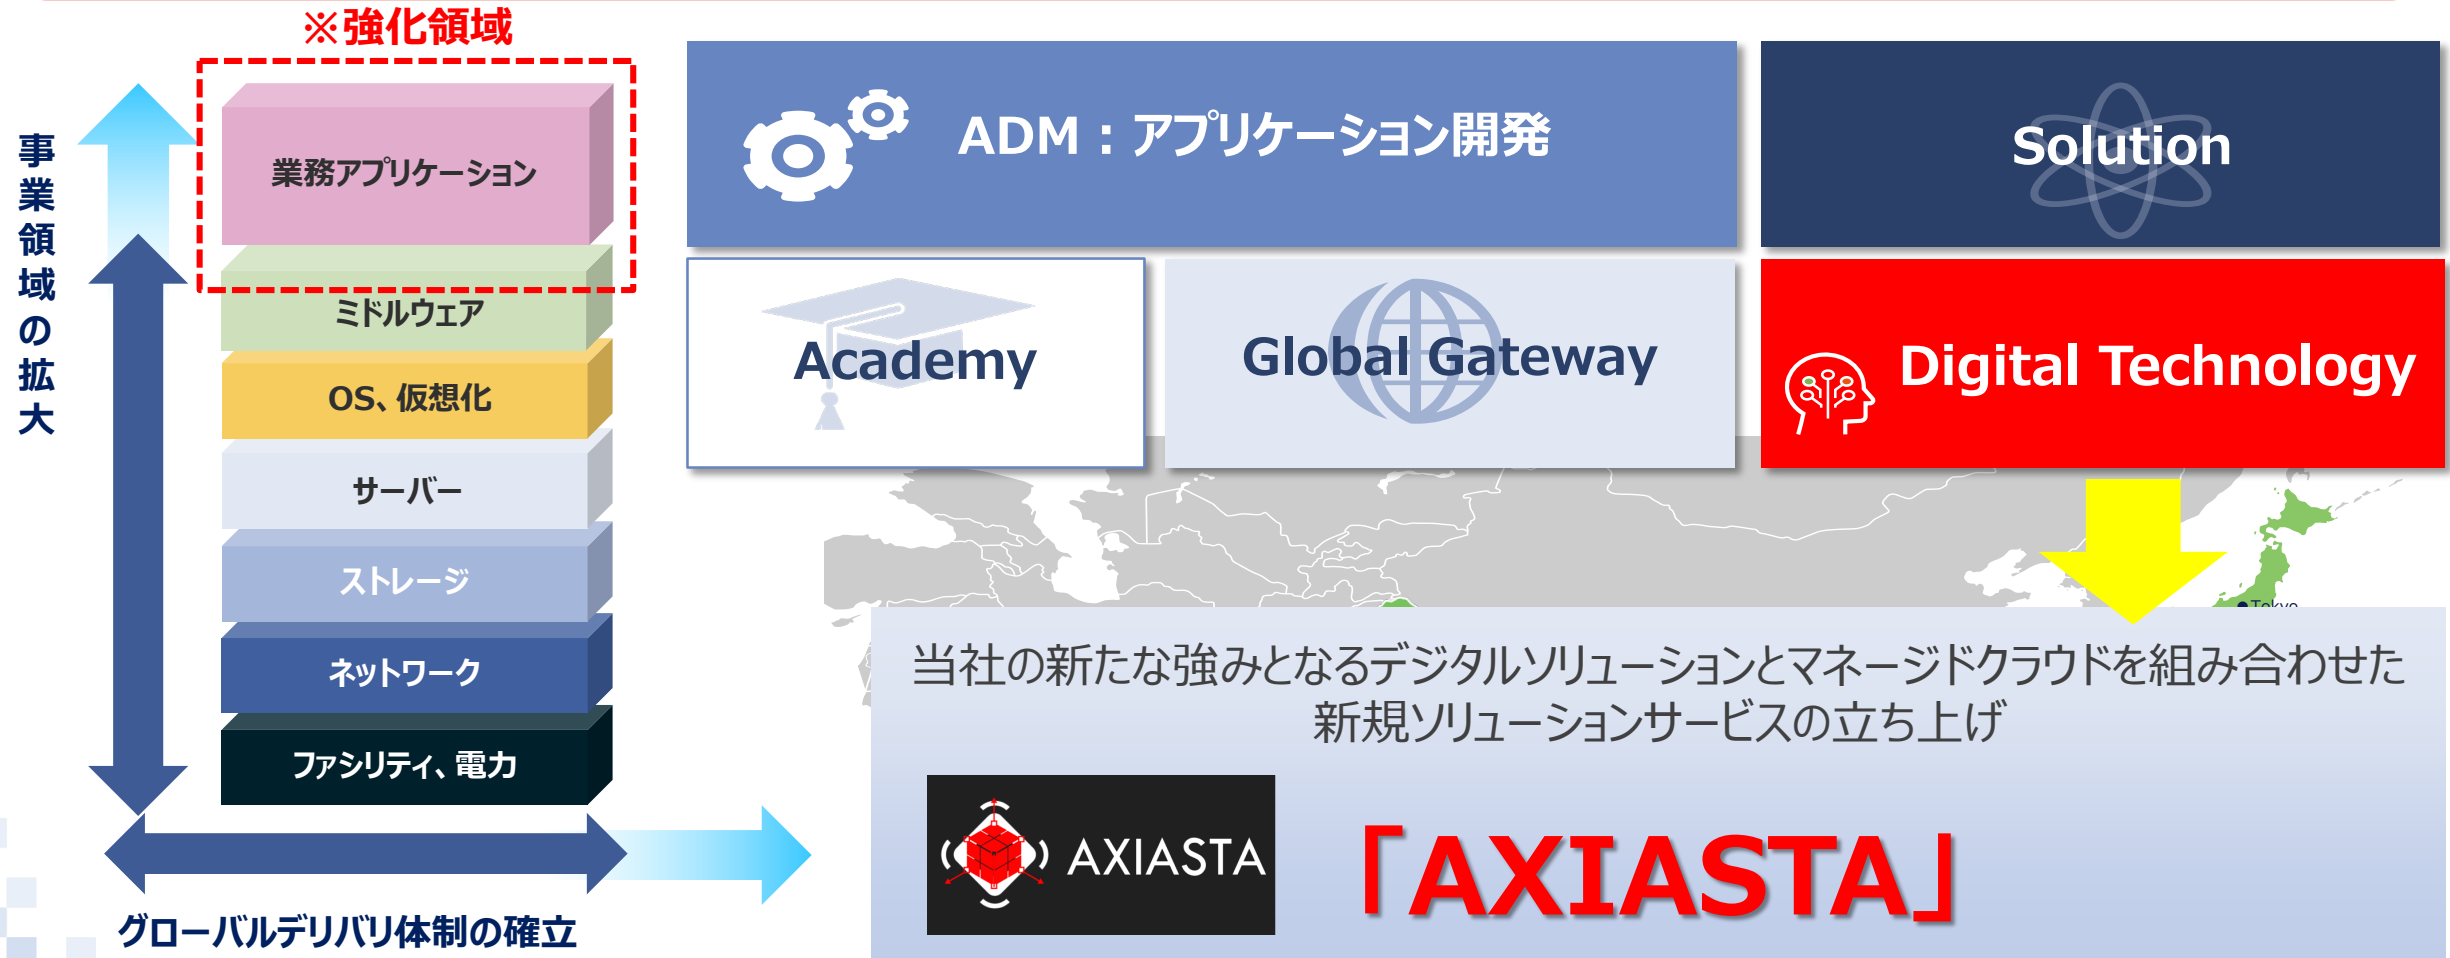 ※強化領域
事業領域の拡大
業務アプリケーション
ミドルウェア
OS、仮想化
サーバー
ストレージ
ネットワーク
ファシリティ、電力
グローバルデリバリ体制の確立
ADM：アプリケーション開発
Solution
Academy
Global Gateway
Digital Technology
Tokyo
当社の新たな強みとなるデジタルソリューションとマネージドクラウドを組み合わせた
新規ソリューションサービスの立ち上げ
AXIASTA
「AXIASTA」